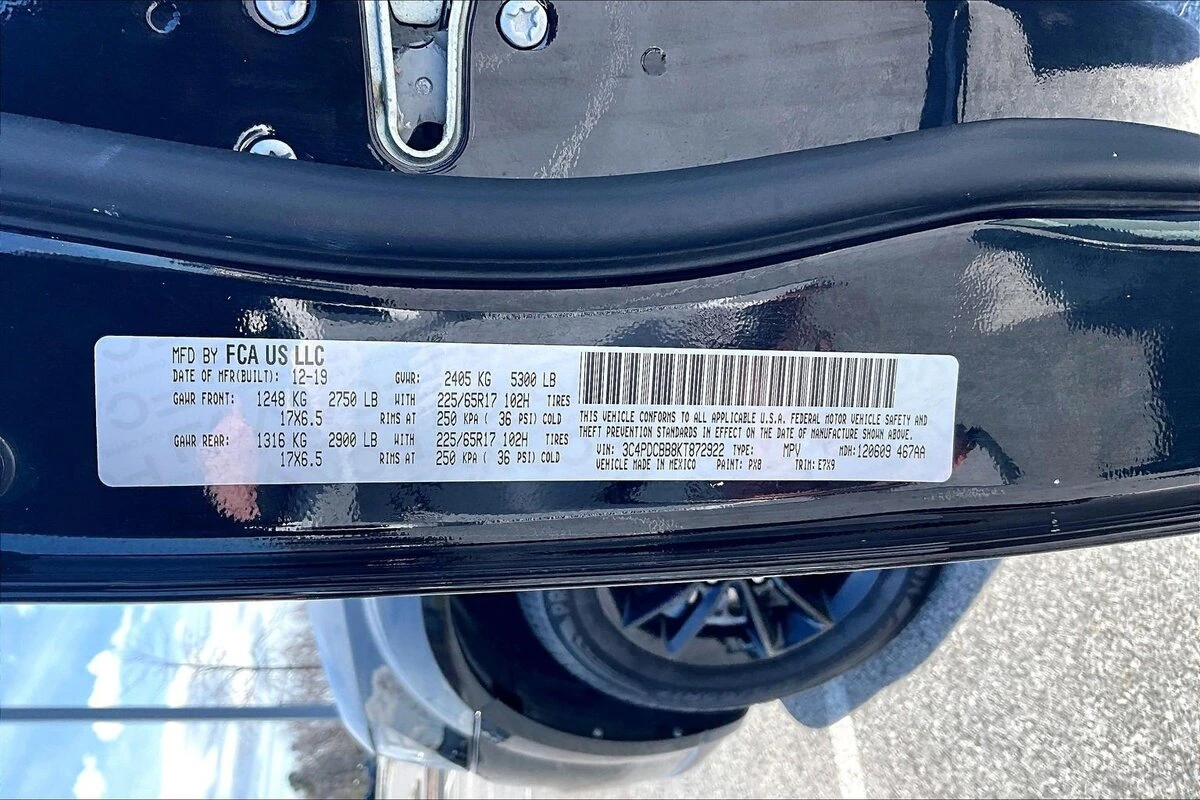 MFD BY FCA US LLC
DATE OF MFR(BUILT): 12-19 GVWR: 2405 KG 5300 LB
GAWR FRONT: 1248 KG 2750 LB WITH 225/65R17 102H TIRES
17X6.5 RIMS AT 250 KPA ( 36 PSI) COLD
GAWR REAR: 1316 KG 2900 LB WITH 225/65R17 102H TIRES
17X6.5 RIMS AT 250 KPA ( 36 PSI) COLD
THIS VEHICLE CONFORMS TO ALL APPLICABLE U.S.A. FEDERAL MOTOR VEHICLE SAFETY AND
THEFT PREVENTION STANDARDS IN EFFECT ON THE DATE OF MANUFACTURE SHOWN ABOVE.
VIN: 3C4PDCBB8KT872922 TYPE: MPV MDH: 120609 467AA
VEHICLE MADE IN MEXICO PAINT: PX8 TRIM: E7X9